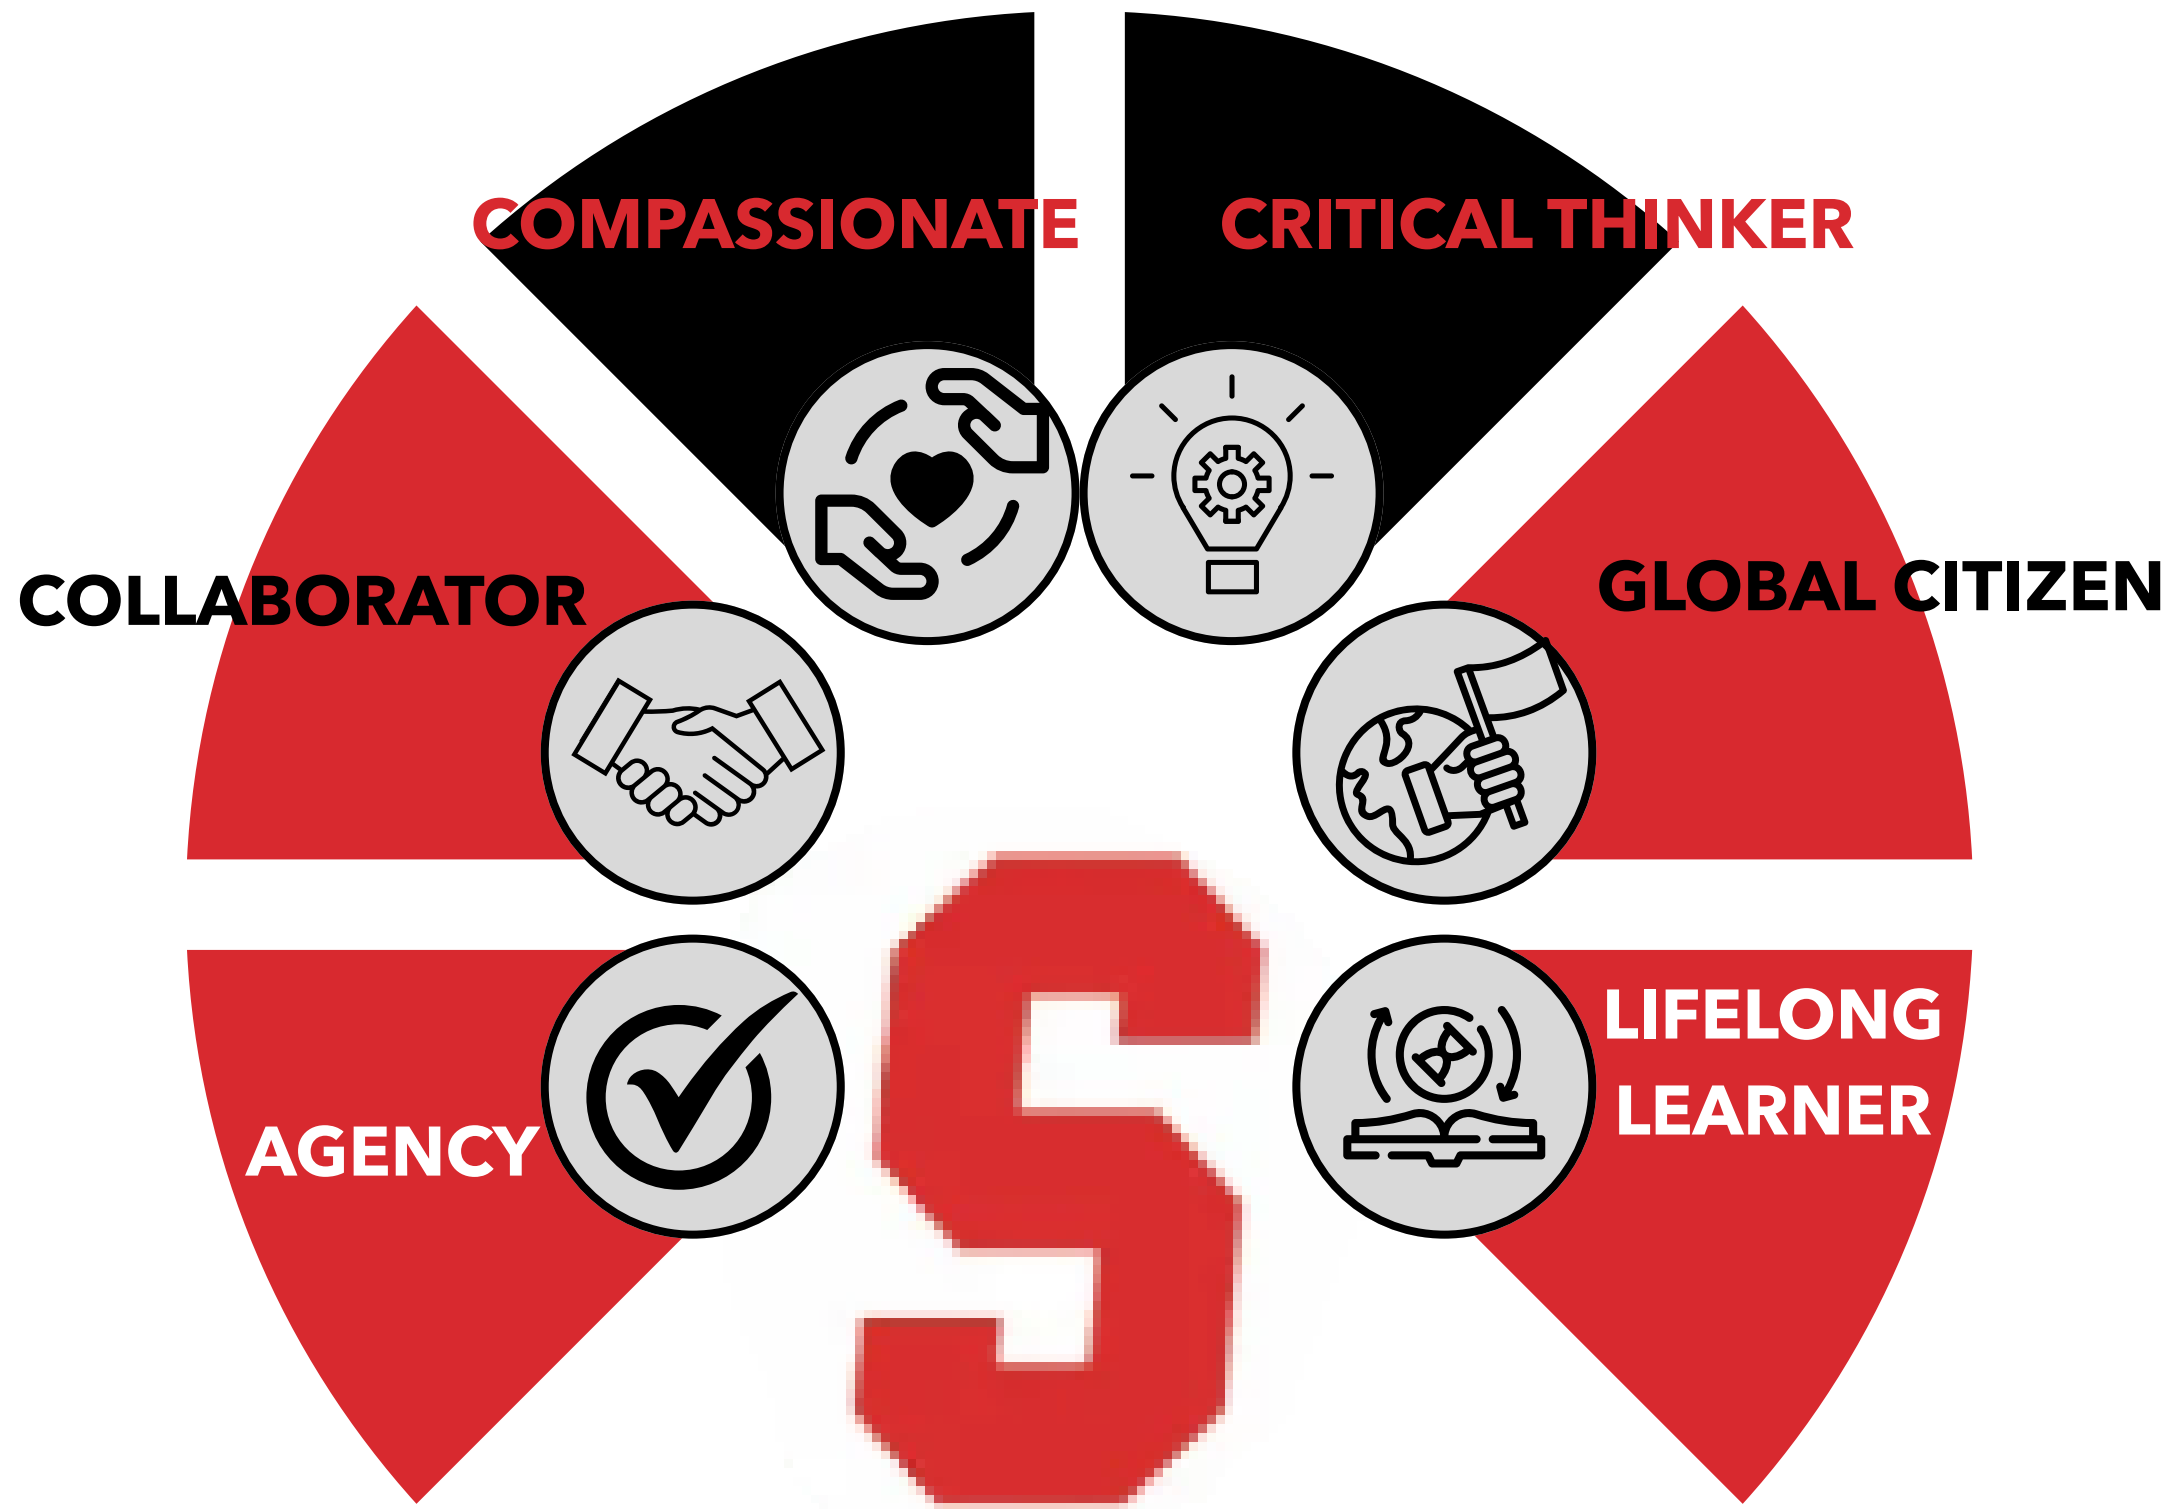 COMPASSIONATE
CRITICAL THINKER
COLLABORATOR
GLOBAL CITIZEN
AGENCY
LIFELONG
LEARNER
S